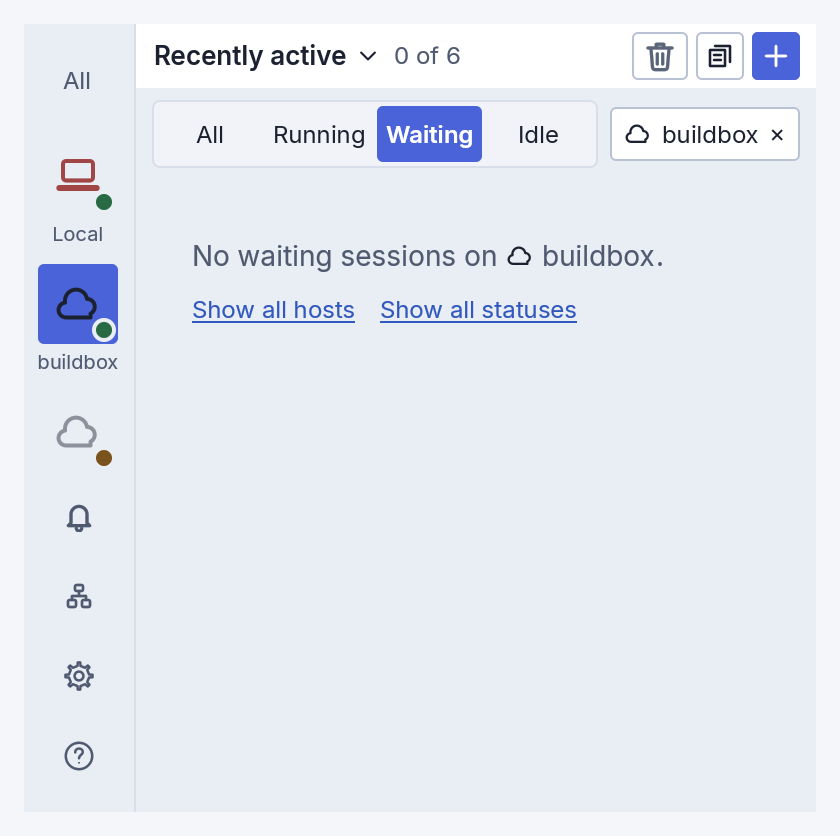 All
Local
buildbox
Recently active 0 of 6
All Running Waiting Idle buildbox ×
No waiting sessions on buildbox.
Show all hosts Show all statuses